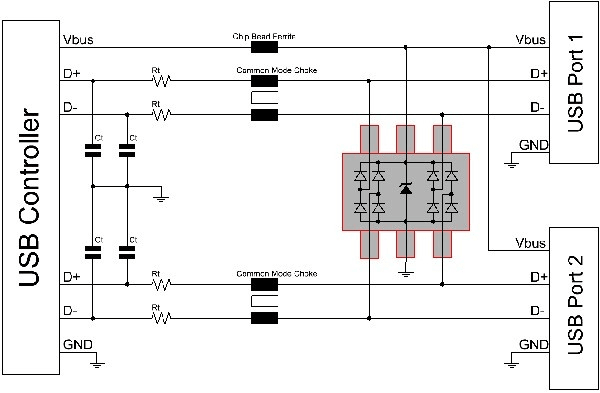 Vbus
Chip Bead Ferrite
Vbus
D+
Rt
Common Mode Choke
D+
D-
Rt
D-
Ct
Ct
GND
USB Controller
USB Port 1
Ct
Ct
Vbus
D+
Rt
Common Mode Choke
D+
D-
Rt
D-
GND
GND
USB Port 2